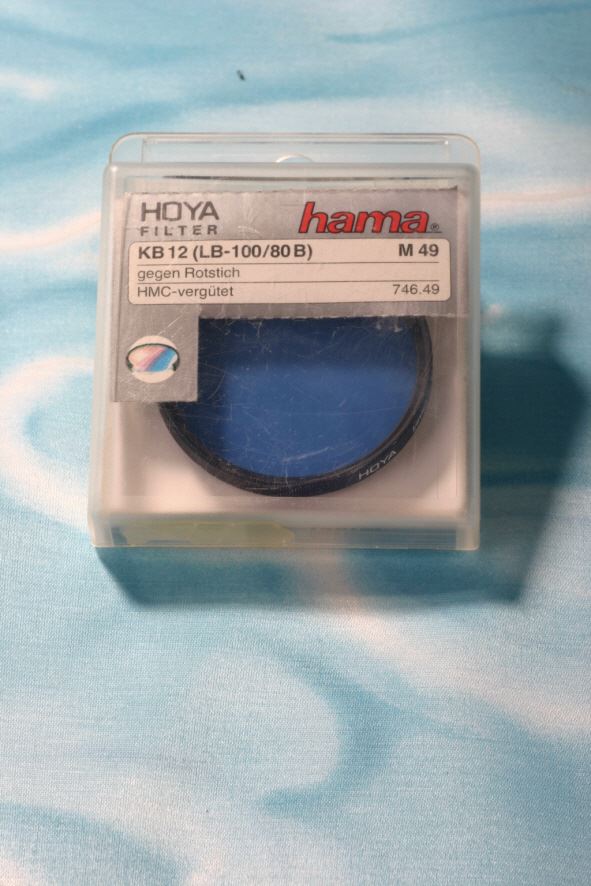 HOYA
FILTER
hama®
KB 12 (LB-100/80 B) M 49
gegen Rotstich
HMC-vergütet 746.49
HOYA